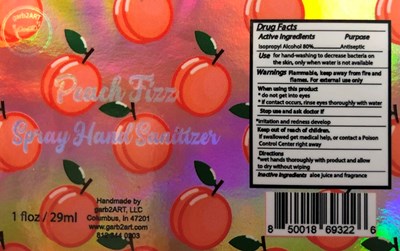 garb2ART
Peach Fizz
Spray Hand Sanitizer
1 floz / 29ml
Handmade by
garb2ART, LLC
Columbus, In 47201
www.garb2art.com
Drug Facts
Active Ingredients Purpose
Isopropyl Alcohol 80%......Antiseptic
Use for hand-washing to decrease bacteria on
the skin, only when water is not available
Warnings Flammable, keep away from fire and
flames. For external use only
When using this product
* do not get into eyes
* if contact occurs, rinse eyes thoroughly with water
Stop use and ask doctor if
*irritation and redness develop
Keep out of reach of children.
If swallowed get medical help, or contact a Poison
Control Center right away
Directions
*wet hands thoroughly with product and allow
to dry without wiping
Inactive Ingredients aloe juice and fragrance
8 50018 69322 6